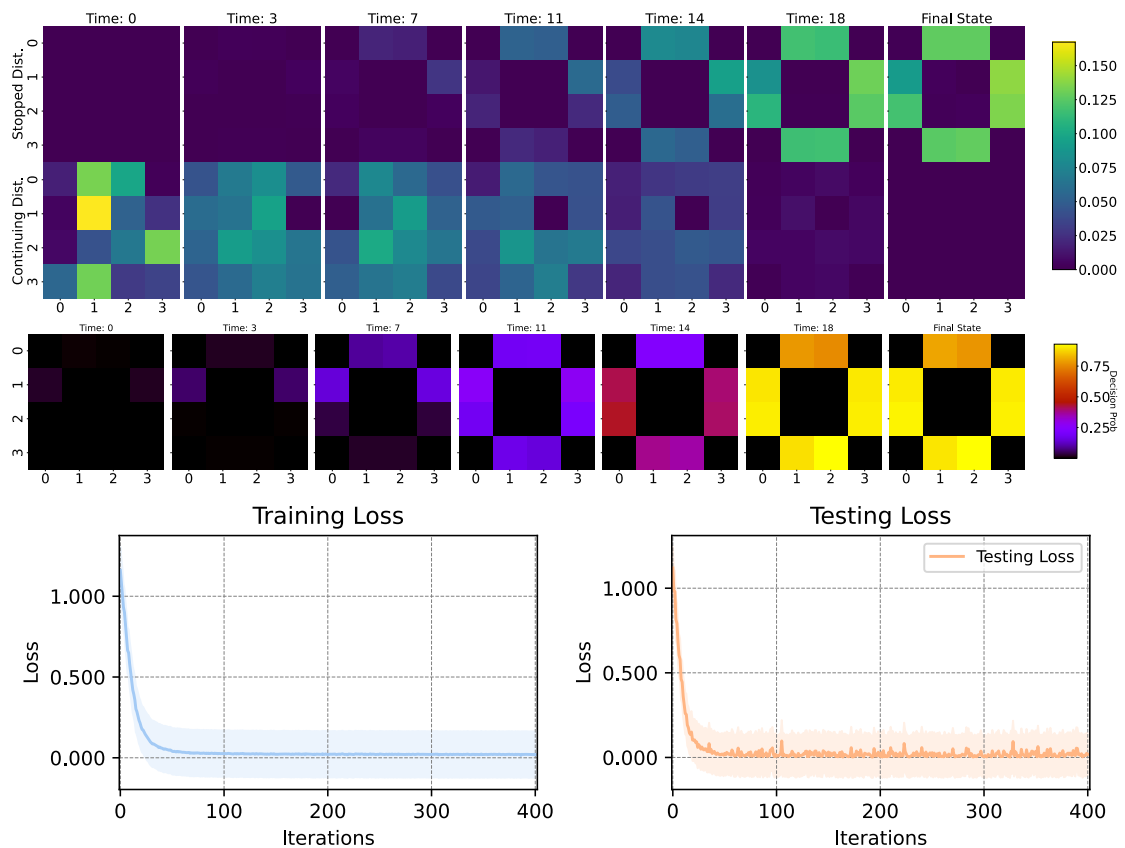 Time: 0 Time: 3 Time: 7 Time: 11 Time: 14 Time: 18 Final State
Stopped Dist.
0
1
2
3
Continuing Dist.
0
1
2
3
0 1 2 3 0 1 2 3 0 1 2 3 0 1 2 3 0 1 2 3 0 1 2 3 0 1 2 3
0.150
0.125
0.100
0.075
0.050
0.025
0.000
Time: 0 Time: 3 Time: 7 Time: 11 Time: 14 Time: 18 Final State
0
1
2
3
0 1 2 3 0 1 2 3 0 1 2 3 0 1 2 3 0 1 2 3 0 1 2 3 0 1 2 3
0.75
0.50
0.25
Decision Prob
Training Loss
Loss
1.000
0.500
0.000
0 100 200 300 400
Iterations
Testing Loss
Testing Loss
Loss
1.000
0.500
0.000
0 100 200 300 400
Iterations